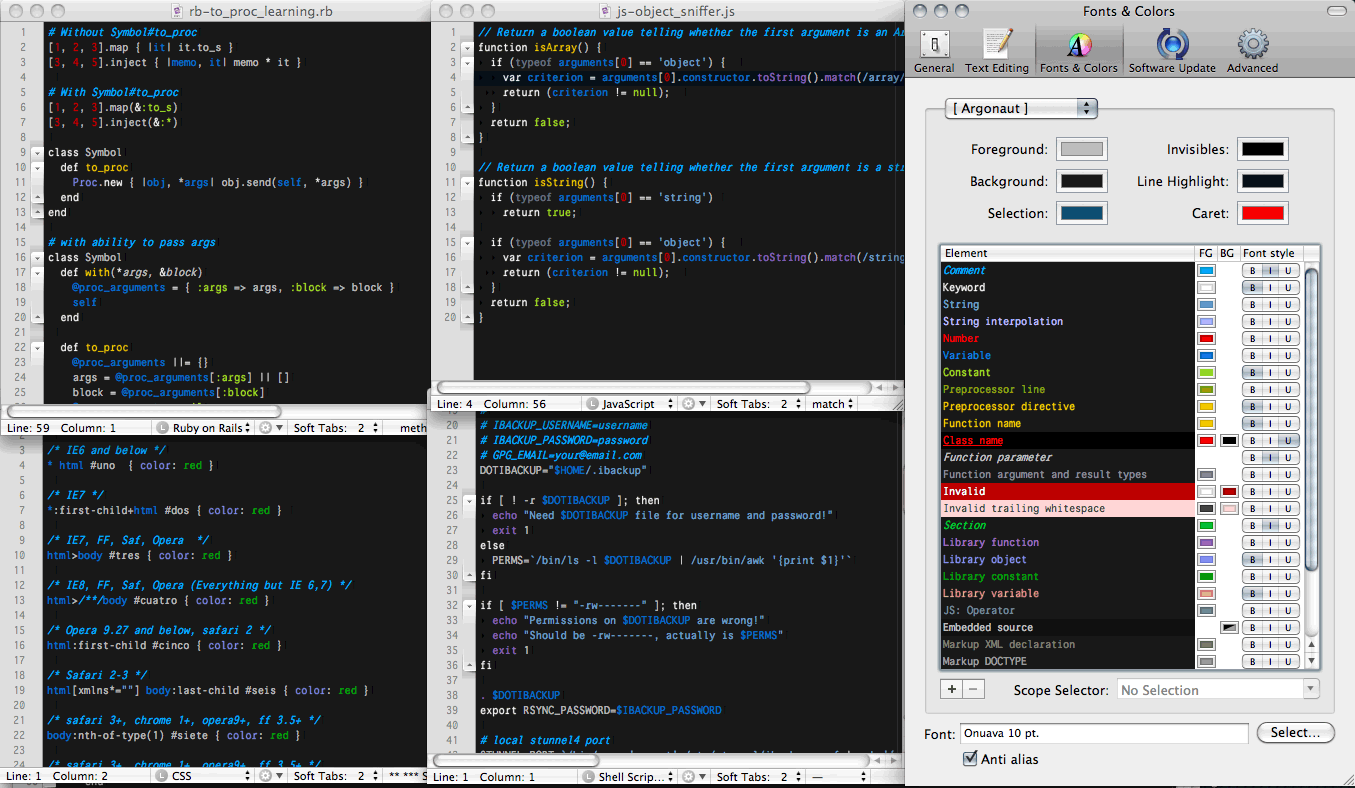 rb-to_proc_learning.rb
1 # Without Symbol#to_proc
2 [1, 2, 3].map { |it| it.to_s }
3 [3, 4, 5].inject { |memo, it| memo * it }
4
5 # With Symbol#to_proc
6 [1, 2, 3].map(&:to_s)
7 [3, 4, 5].inject(&:*)
8
9 class Symbol
10 def to_proc
11 Proc.new { |obj, *args| obj.send(self, *args) }
12 end
13 end
14
15 # with ability to pass args
16 class Symbol
17 def with(*args, &block)
18 @proc_arguments = { :args => args, :block => block }
19 self
20 end
21
22 def to_proc
23 @proc_arguments ||= {}
24 args = @proc_arguments[:args] || []
25 block = @proc_arguments[:block]
Line: 59 Column: 1 L Ruby on Rails Soft Tabs: 2 meth
js-object_sniffer.js
1 // Return a boolean value telling whether the first argument is an Ar
2 function isArray() {
3 if (typeof arguments[0] == 'object') {
4 var criterion = arguments[0].constructor.toString().match(/array/
5 return (criterion != null);
6 }
7 return false;
8 }
9
10 // Return a boolean value telling whether the first argument is a str
11 function isString() {
12 if (typeof arguments[0] == 'string')
13 return true;
14
15 if (typeof arguments[0] == 'object') {
16 var criterion = arguments[0].constructor.toString().match(/string
17 return (criterion != null);
18 }
19 return false;
20 }
Line: 4 Column: 56 L JavaScript Soft Tabs: 2 match
3 /* IE6 and below */
4 * html #uno { color: red }
5
6 /* IE7 */
7 *:first-child+html #dos { color: red }
8
9 /* IE7, FF, Saf, Opera */
10 html>body #tres { color: red }
11
12 /* IE8, FF, Saf, Opera (Everything but IE 6,7) */
13 html>/**/body #cuatro { color: red }
14
15 /* Opera 9.27 and below, safari 2 */
16 html:first-child #cinco { color: red }
17
18 /* Safari 2-3 */
19 html[xmlns*=""] body:last-child #seis { color: red }
20
21 /* safari 3+, chrome 1+, opera9+, ff 3.5+ */
22 body:nth-of-type(1) #siete { color: red }
23
24 /* safari 3+, chrome 1+, opera9+, ff 3.5+ */
Line: 1 Column: 2 L CSS Soft Tabs: 2 ** *** S
19 #
20 # IBACKUP_USERNAME=username
21 # IBACKUP_PASSWORD=password
22 # GPG_EMAIL=your@email.com
23 DOTIBACKUP="$HOME/.ibackup"
24
25 if [ ! -r $DOTIBACKUP ]; then
26 echo "Need $DOTIBACKUP file for username and password!"
27 exit 1
28 else
29 PERMS=`/bin/ls -l $DOTIBACKUP | /usr/bin/awk '{print $1}'`
30 fi
31
32 if [ $PERMS != "-rw-------" ]; then
33 echo "Permissions on $DOTIBACKUP are wrong!"
34 echo "Should be -rw-------, actually is $PERMS"
35 exit 1
36 fi
37
38 . $DOTIBACKUP
39 export RSYNC_PASSWORD=$IBACKUP_PASSWORD
40
41 # local stunnel4 port
Line: 1 Column: 1 L Shell Scrip... Soft Tabs: 2 —
Fonts & Colors
General Text Editing Fonts & Colors Software Update Advanced
[ Argonaut ]
Foreground: Invisibles:
Background: Line Highlight:
Selection: Caret:
Element FG BG Font style
Comment B I U
Keyword B I U
String B I U
String interpolation B I U
Number B I U
Variable B I U
Constant B I U
Preprocessor line B I U
Preprocessor directive B I U
Function name B I U
Class name B I U
Function parameter B I U
Function argument and result types B I U
Invalid B I U
Invalid trailing whitespace B I U
Section B I U
Library function B I U
Library object B I U
Library constant B I U
Library variable B I U
JS: Operator B I U
Embedded source B I U
Markup XML declaration B I U
Markup DOCTYPE B I U
+ − Scope Selector: No Selection
Font: Onuava 10 pt. Select...
Anti alias